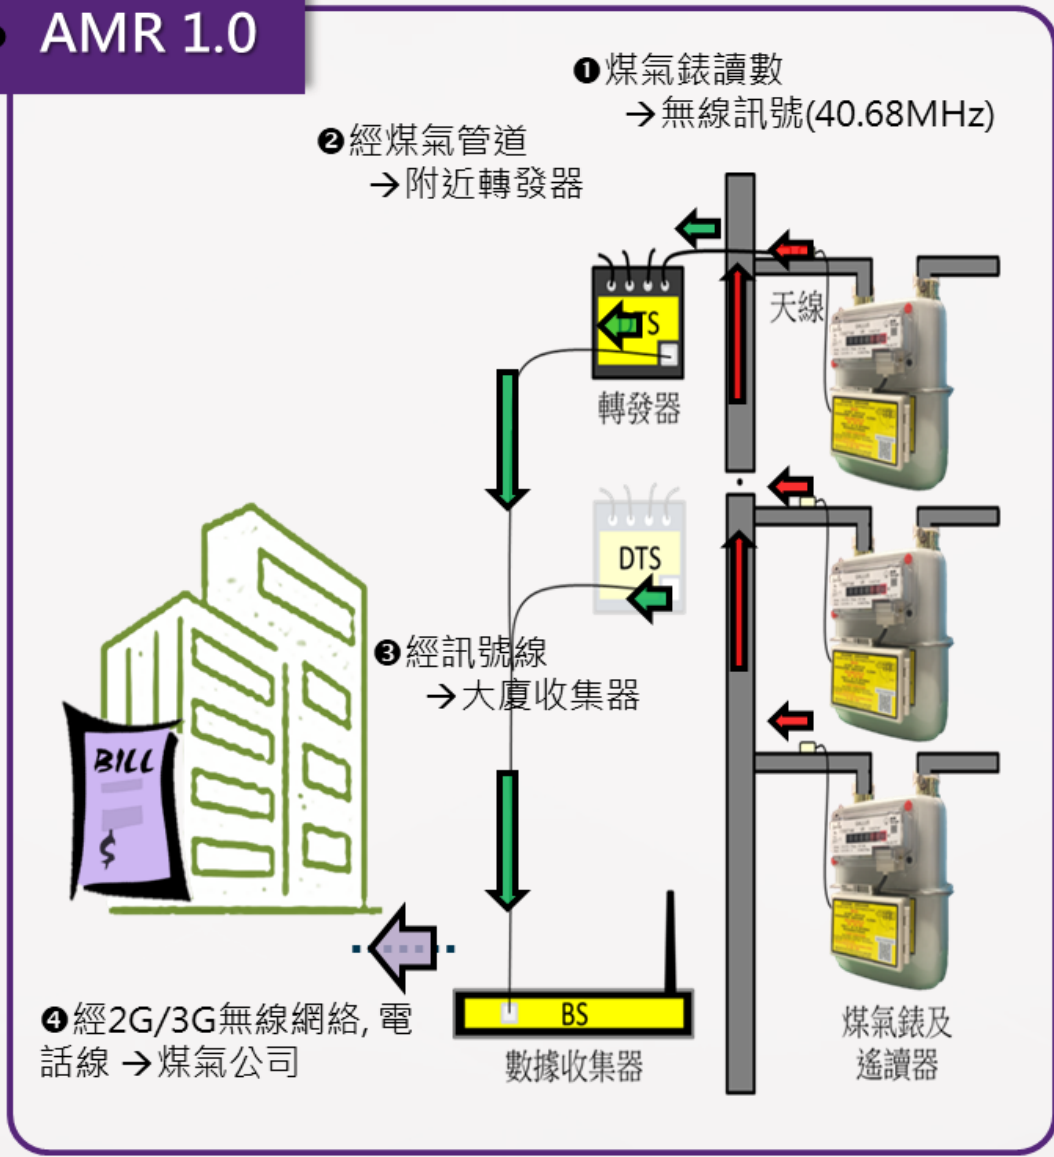 AMR 1.0
❶煤氣錶讀數
→無線訊號(40.68MHz)
❷經煤氣管道
→附近轉發器
天線
轉發器
DTS
❸經訊號線
→大廈收集器
BILL
$
❹經2G/3G無線網絡, 電
話線 →煤氣公司
BS
數據收集器
煤氣錶及
遙讀器